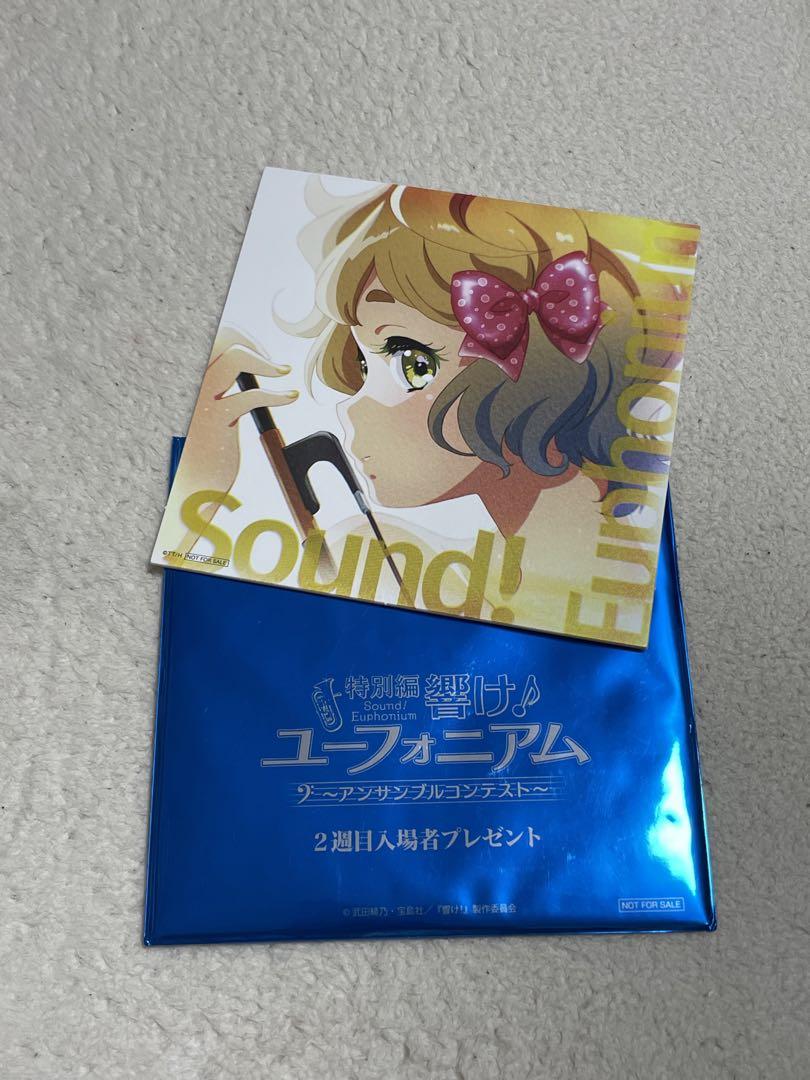 Sound!
Euphonium
©TT/H NOT FOR SALE
特別編 響け♪
Sound!
Euphonium
ユーフォニアム
〜アンサンブルコンテスト〜
2週目入場者プレゼント
NOT FOR SALE
©武田綾乃・宝島社/『響け!』製作委員会